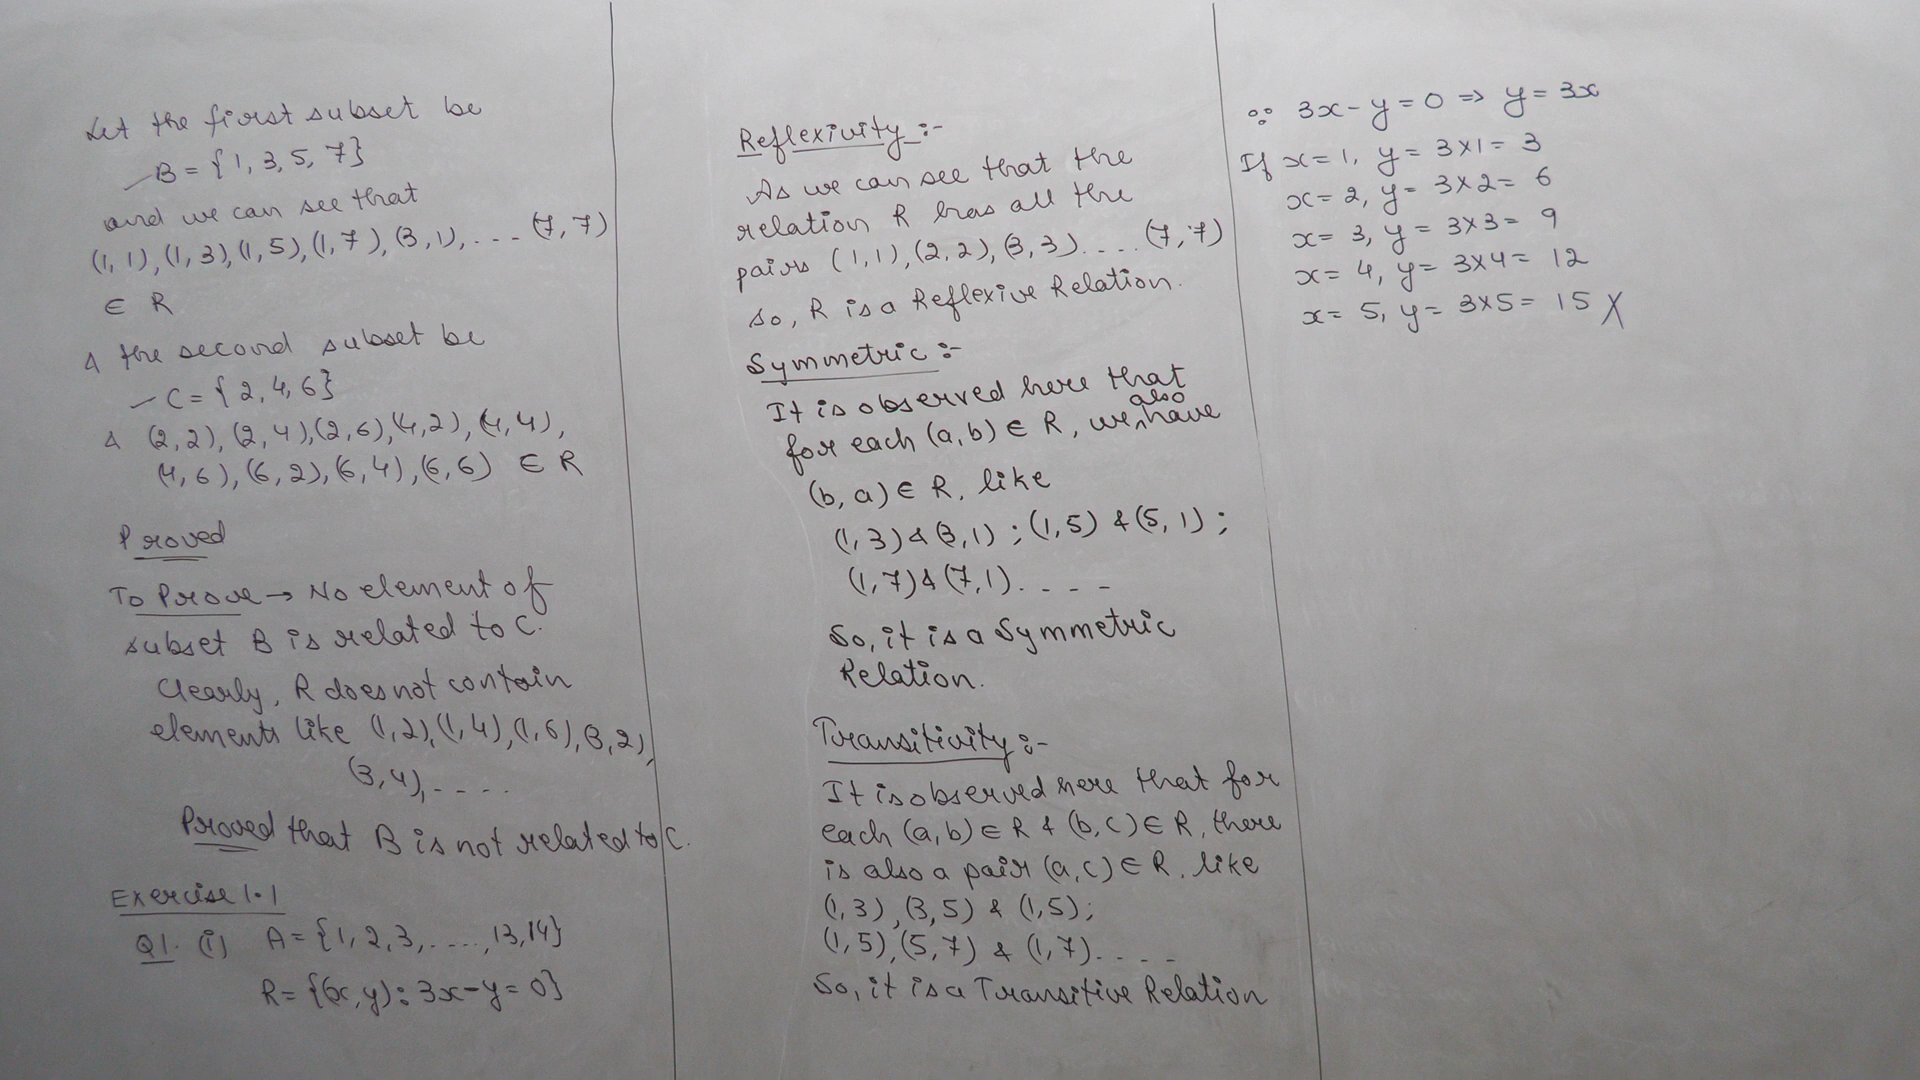 Let the first subset be
B = {1, 3, 5, 7}
and we can see that
(1, 1), (1, 3), (1, 5), (1, 7), (3, 1), .... (7, 7)
∈ R
& the second subset be
C = {2, 4, 6}
& (2, 2), (2, 4), (2, 6), (4, 2), (4, 4),
(4, 6), (6, 2), (6, 4), (6, 6) ∈ R
Proved
To Prove → No element of
subset B is related to C.
Clearly, R does not contain
elements like (1, 2), (1, 4), (1, 6), (3, 2),
(3, 4), ....
Proved that B is not related to C.
Exercise 1.1
Q1. (i) A = {1, 2, 3, ....., 13, 14}
R = {(x, y) : 3x - y = 0}
Reflexivity :-
As we can see that the
relation R has all the
pairs (1, 1), (2, 2), (3, 3) .... (7, 7)
So, R is a Reflexive Relation.
Symmetric :-
It is observed here that
for each (a, b) ∈ R, we also have
(b, a) ∈ R, like
(1, 3) & (3, 1) ; (1, 5) & (5, 1) ;
(1, 7) & (7, 1) ....
So, it is a Symmetric
Relation.
Transitivity :-
It is observed here that for
each (a, b) ∈ R & (b, c) ∈ R, there
is also a pair (a, c) ∈ R, like
(1, 3), (3, 5) & (1, 5);
(1, 5), (5, 7) & (1, 7) ....
So, it is a Transitive Relation
∵ 3x - y = 0 ⇒ y = 3x
If x = 1, y = 3×1 = 3
x = 2, y = 3×2 = 6
x = 3, y = 3×3 = 9
x = 4, y = 3×4 = 12
x = 5, y = 3×5 = 15 X